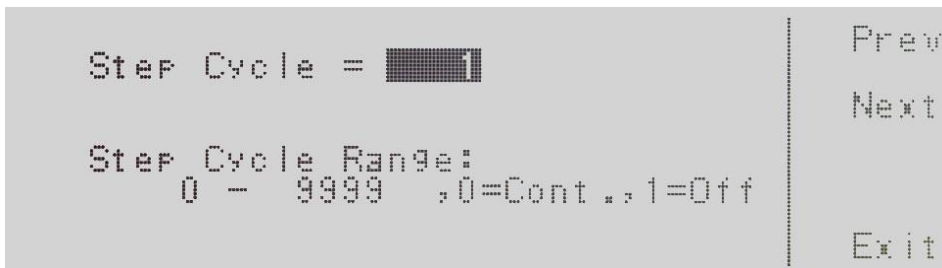 Step Cycle = 1
Prev
Next
Step Cycle Range:
0 - 9999 ,0=Cont.,1=Off
Exit